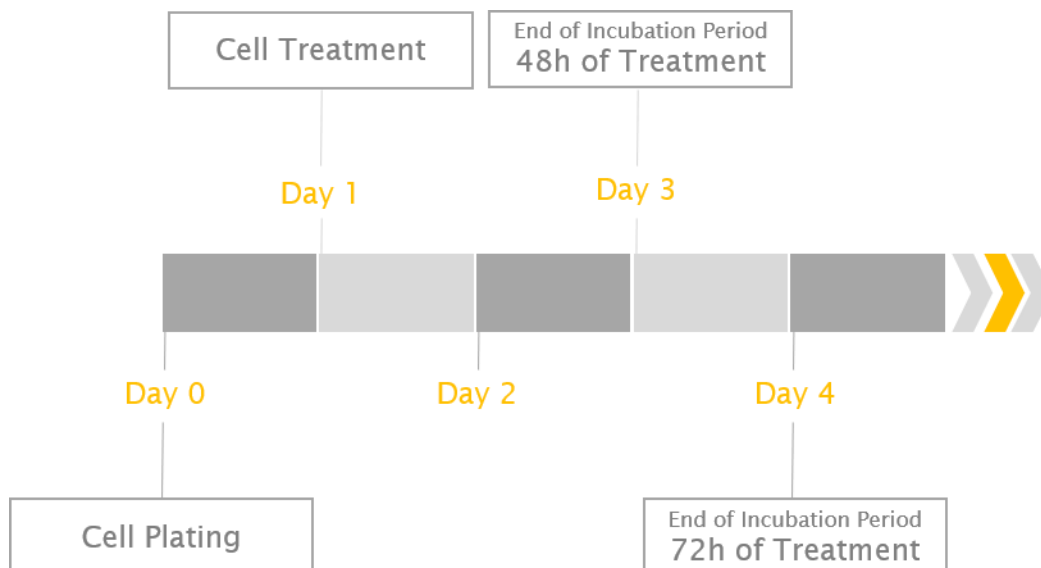 Cell Treatment
End of Incubation Period
48h of Treatment
Day 1
Day 3
Day 0
Day 2
Day 4
Cell Plating
End of Incubation Period
72h of Treatment